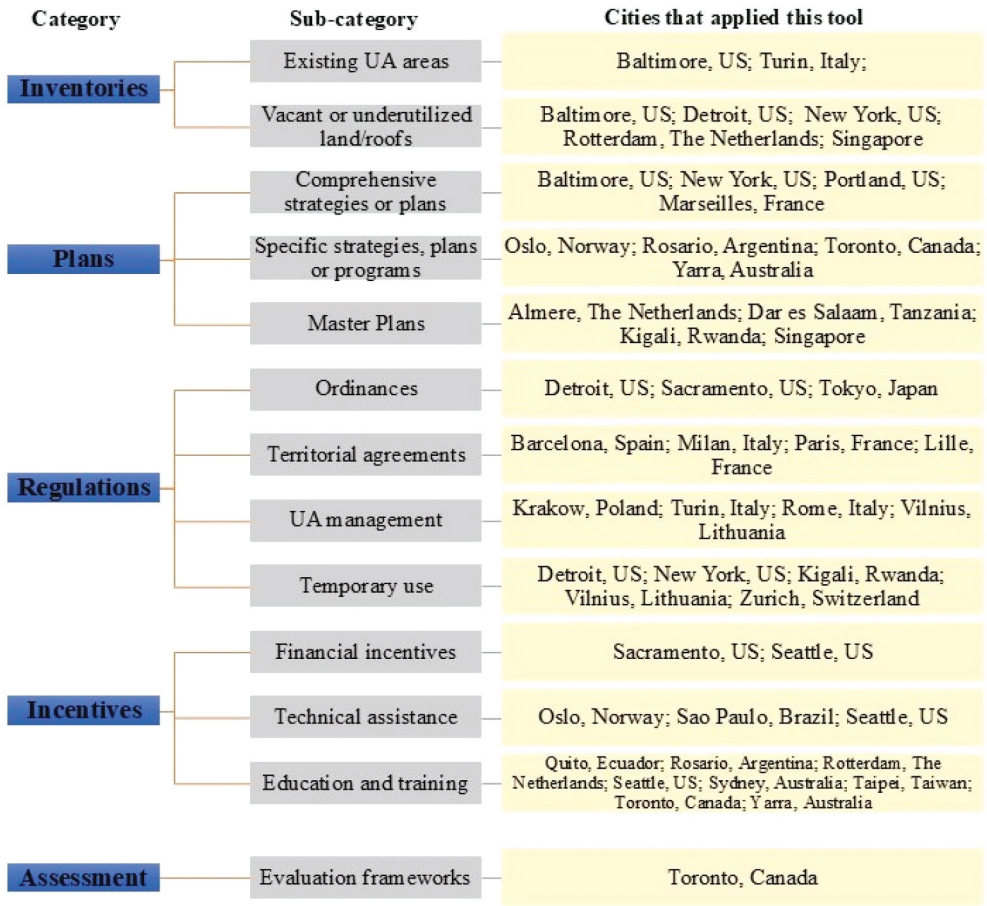 Category
Sub-category
Cities that applied this tool
Inventories
Existing UA areas
Baltimore, US; Turin, Italy;
Vacant or underutilized
land/roofs
Baltimore, US; Detroit, US; New York, US;
Rotterdam, The Netherlands; Singapore
Plans
Comprehensive
strategies or plans
Baltimore, US; New York, US; Portland, US;
Marseilles, France
Specific strategies, plans
or programs
Oslo, Norway; Rosario, Argentina; Toronto, Canada;
Yarra, Australia
Master Plans
Almere, The Netherlands; Dar es Salaam, Tanzania;
Kigali, Rwanda; Singapore
Regulations
Ordinances
Detroit, US; Sacramento, US; Tokyo, Japan
Territorial agreements
Barcelona, Spain; Milan, Italy; Paris, France; Lille,
France
UA management
Krakow, Poland; Turin, Italy; Rome, Italy; Vilnius,
Lithuania
Temporary use
Detroit, US; New York, US; Kigali, Rwanda;
Vilnius, Lithuania; Zurich, Switzerland
Incentives
Financial incentives
Sacramento, US; Seattle, US
Technical assistance
Oslo, Norway; Sao Paulo, Brazil; Seattle, US
Education and training
Quito, Ecuador; Rosario, Argentina; Rotterdam, The
Netherlands; Seattle, US; Sydney, Australia; Taipei, Taiwan;
Toronto, Canada; Yarra, Australia
Assessment
Evaluation frameworks
Toronto, Canada